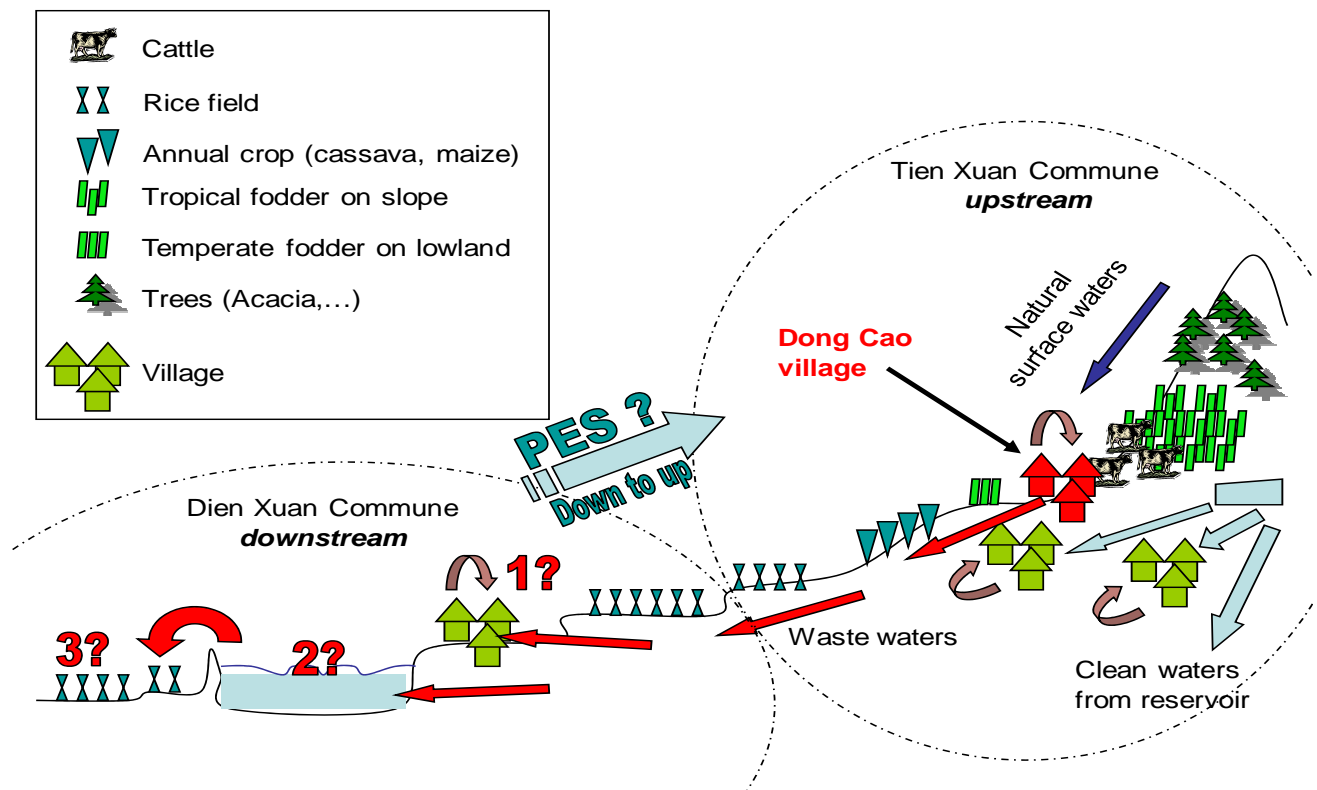 Cattle
Rice field
Annual crop (cassava, maize)
Tropical fodder on slope
Temperate fodder on lowland
Trees (Acacia,…)
Village
Tien Xuan Commune
upstream
Natural
surface waters
Dong Cao
village
PES ?
Down to up
Dien Xuan Commune
downstream
1?
2?
3?
Waste waters
Clean waters
from reservoir